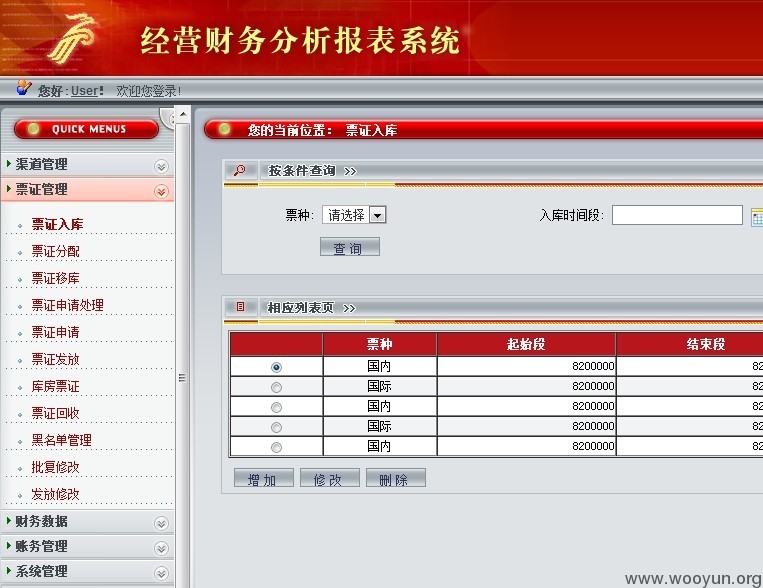 经营财务分析报表系统
您好:User! 欢迎您登录!
QUICK MENUS
渠道管理
票证管理
票证入库
票证分配
票证移库
票证申请处理
票证申请
票证发放
库房票证
票证回收
黑名单管理
批复修改
发放修改
财务数据
账务管理
系统管理
您的当前位置: 票证入库
按条件查询 >>
票种: 请选择 入库时间段:
查 询
相应列表页 >>
票种 起始段 结束段
国内 8200000 82
国际 8200000 82
国内 8200000 82
国际 8200000 82
国内 8200000 82
增 加 修 改 删 除
www.wooyun.org